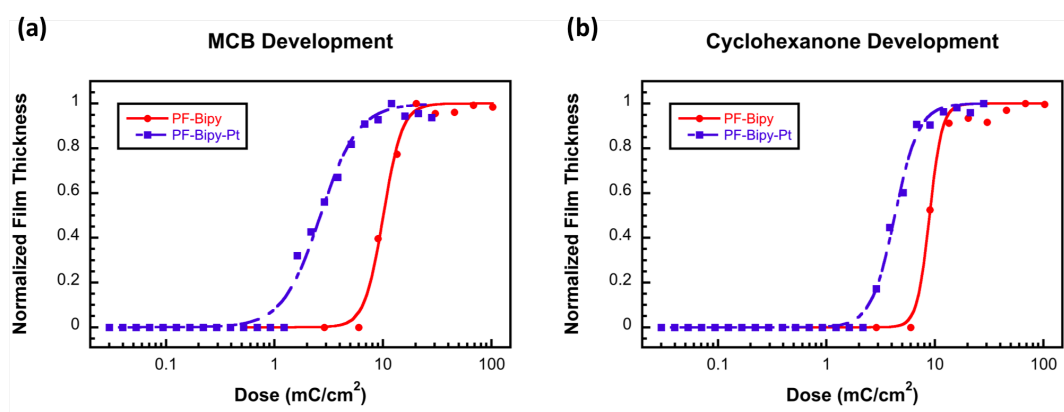 (a)
MCB Development
Normalized Film Thickness
1
0.8
0.6
0.4
0.2
0
PF-Bipy
PF-Bipy-Pt
0.1
1
10
100
Dose (mC/cm²)
(b)
Cyclohexanone Development
Normalized Film Thickness
1
0.8
0.6
0.4
0.2
0
PF-Bipy
PF-Bipy-Pt
0.1
1
10
100
Dose (mC/cm²)